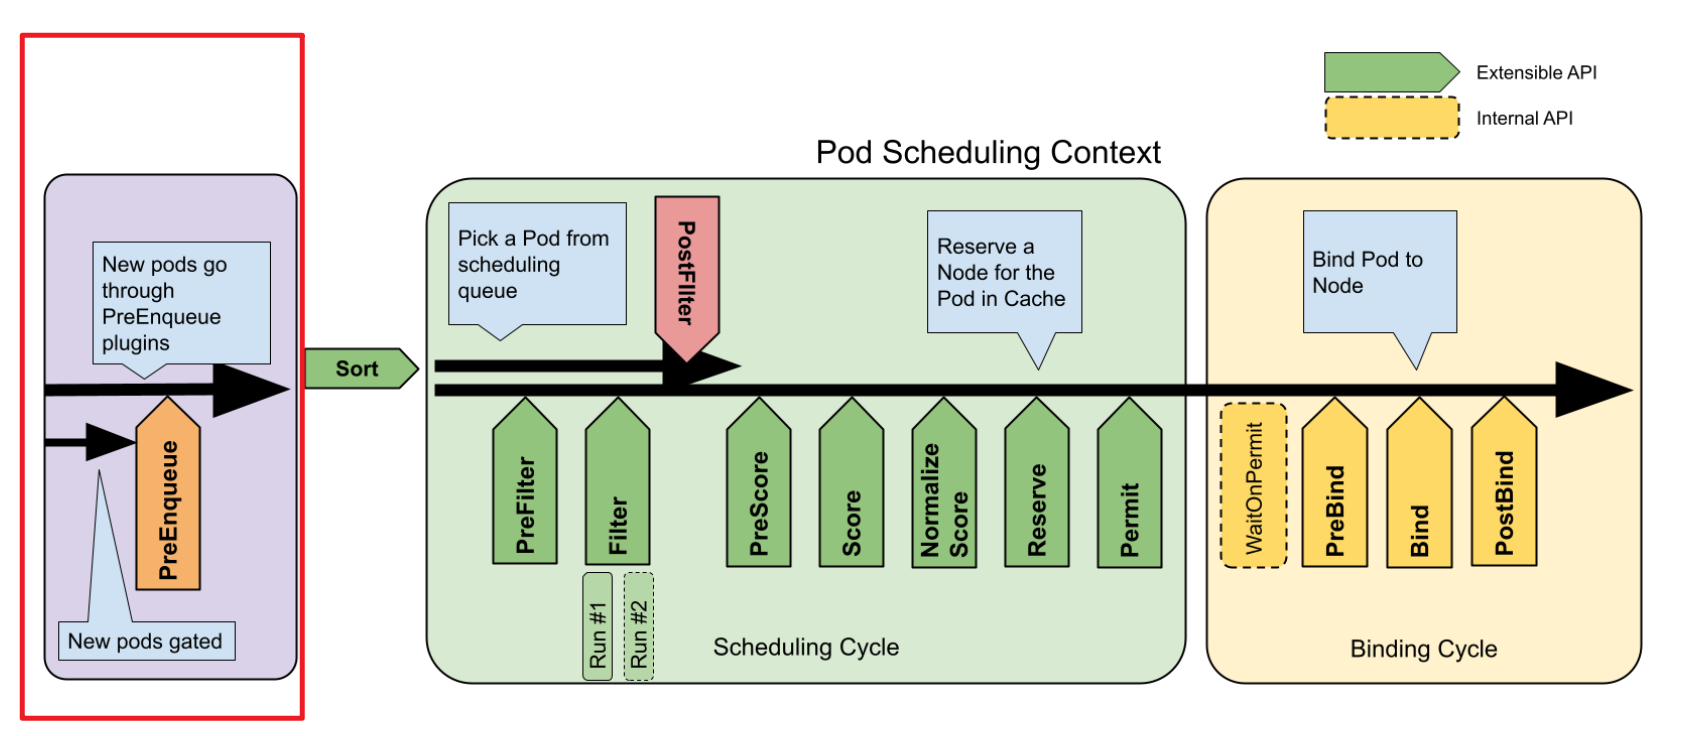 Extensible API
Internal API
Pod Scheduling Context
New pods go
through
PreEnqueue
plugins
PreEnqueue
New pods gated
Sort
Pick a Pod from
scheduling
queue
PostFIlter
Reserve a
Node for the
Pod in Cache
PreFilter
Filter
Run #1
Run #2
PreScore
Score
Normalize
Score
Reserve
Permit
Scheduling Cycle
Bind Pod to
Node
WaitOnPermit
PreBind
Bind
PostBind
Binding Cycle